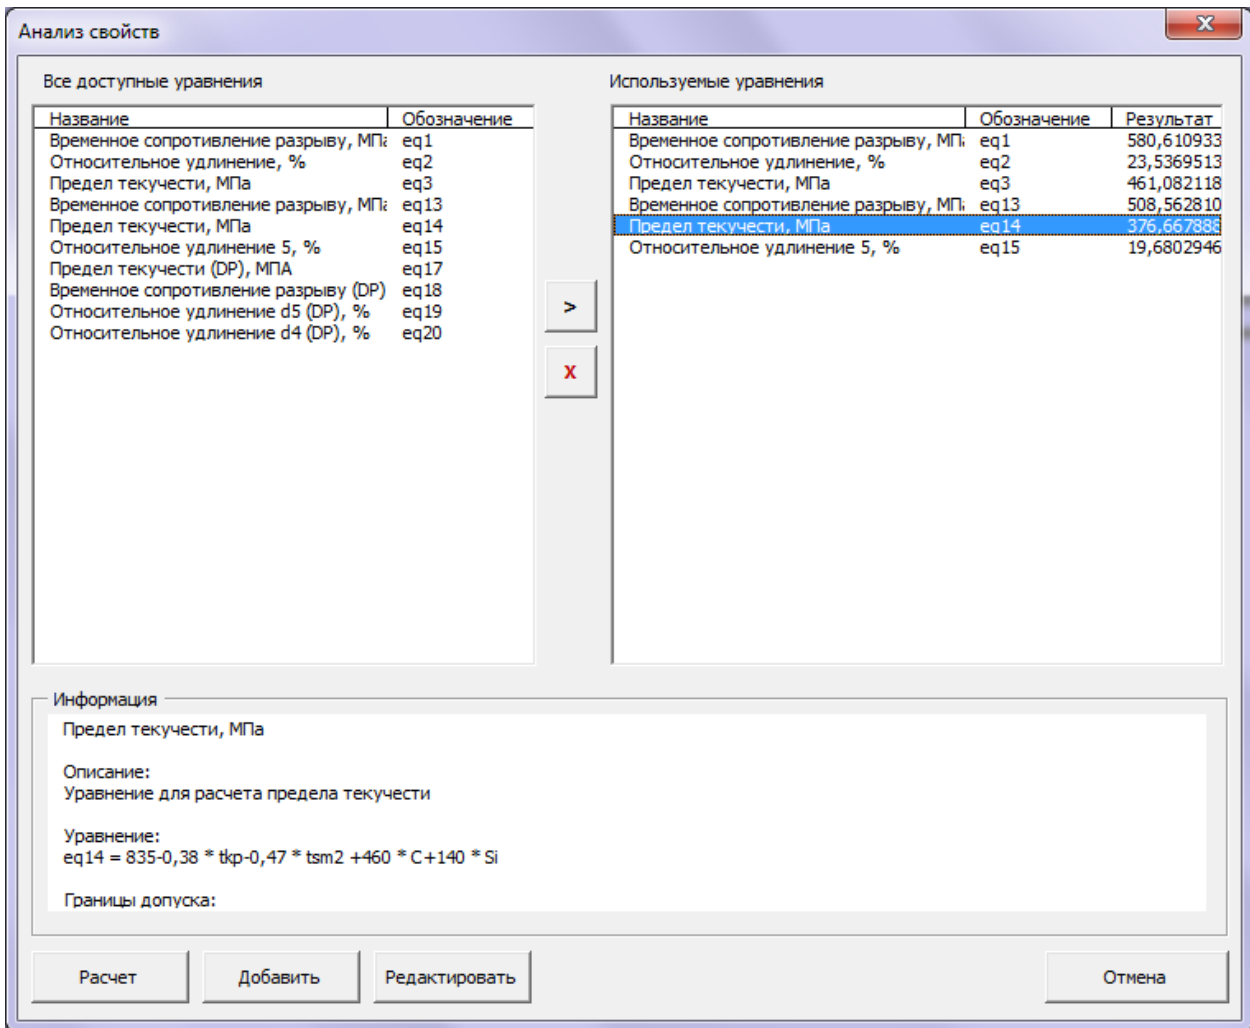 Анализ свойств
X
Все доступные уравнения
Название Обозначение
Временное сопротивление разрыву, МПа eq1
Относительное удлинение, % eq2
Предел текучести, МПа eq3
Временное сопротивление разрыву, МПа eq13
Предел текучести, МПа eq14
Относительное удлинение 5, % eq15
Предел текучести (DP), МПА eq17
Временное сопротивление разрыву (DP) eq18
Относительное удлинение d5 (DP), % eq19
Относительное удлинение d4 (DP), % eq20
>
X
Используемые уравнения
Название Обозначение Результат
Временное сопротивление разрыву, МПа eq1 580,610933
Относительное удлинение, % eq2 23,5369513
Предел текучести, МПа eq3 461,082118
Временное сопротивление разрыву, МПа eq13 508,562810
Предел текучести, МПа eq14 376,667888
Относительное удлинение 5, % eq15 19,6802946
Информация
Предел текучести, МПа
Описание:
Уравнение для расчета предела текучести
Уравнение:
eq14 = 835-0,38 * tkp-0,47 * tsm2 +460 * C+140 * Si
Границы допуска:
Расчет
Добавить
Редактировать
Отмена